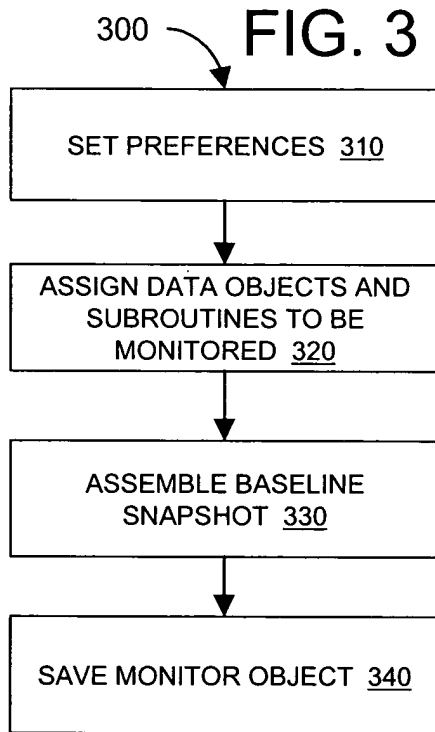 300 FIG. 3
SET PREFERENCES 310
ASSIGN DATA OBJECTS AND
SUBROUTINES TO BE
MONITORED 320
ASSEMBLE BASELINE
SNAPSHOT 330
SAVE MONITOR OBJECT 340